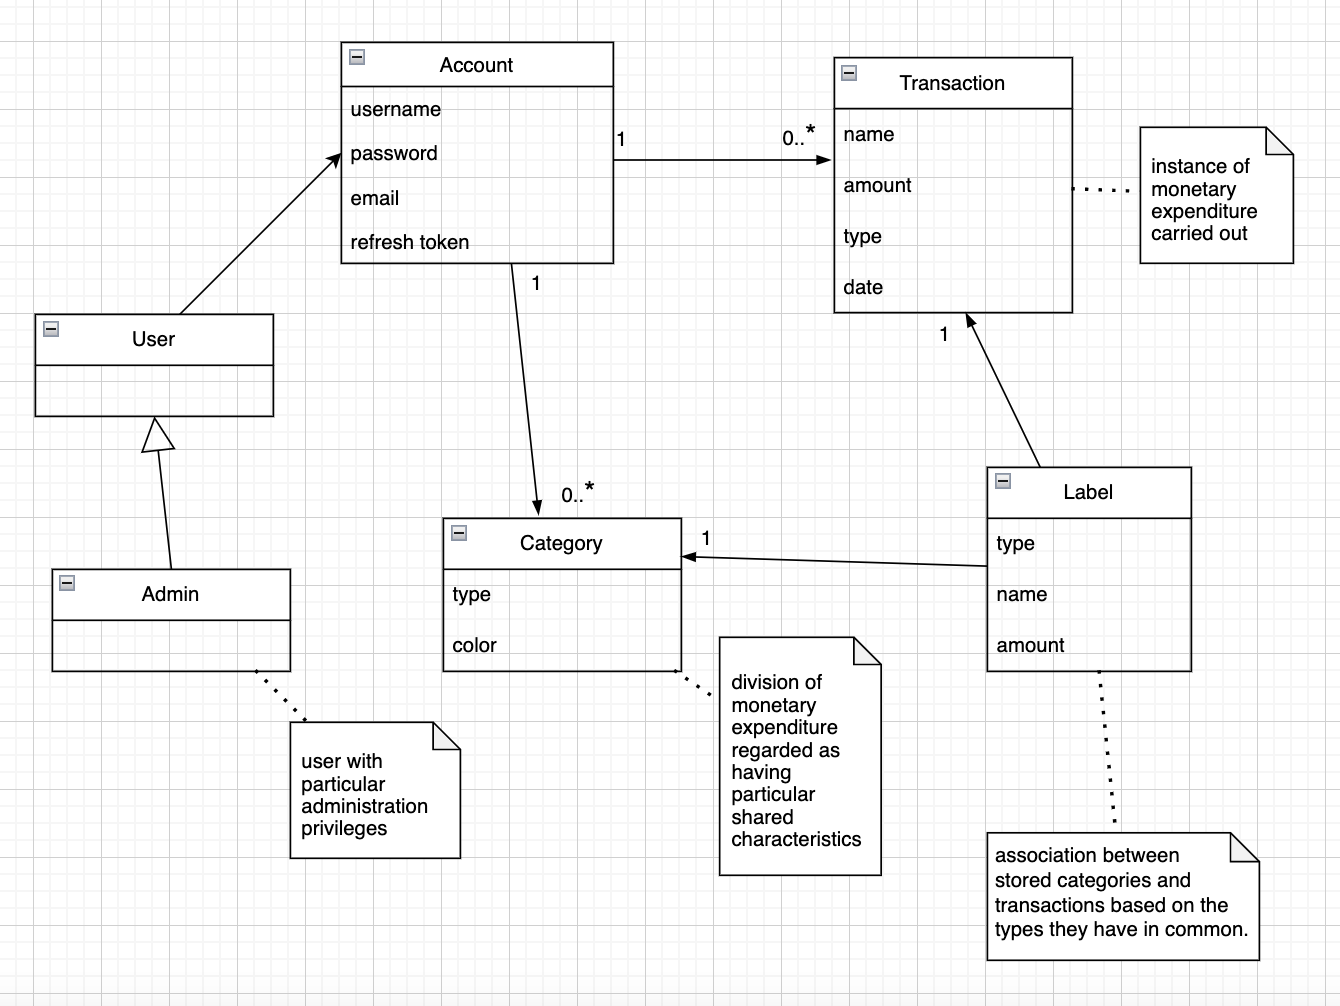 Account
username
password
email
refresh token
1
0..*
Transaction
name
amount
type
date
instance of
monetary
expenditure
carried out
1
1
User
0..*
Category
type
color
1
Label
type
name
amount
Admin
user with
particular
administration
privileges
division of
monetary
expenditure
regarded as
having
particular
shared
characteristics
association between
stored categories and
transactions based on the
types they have in common.